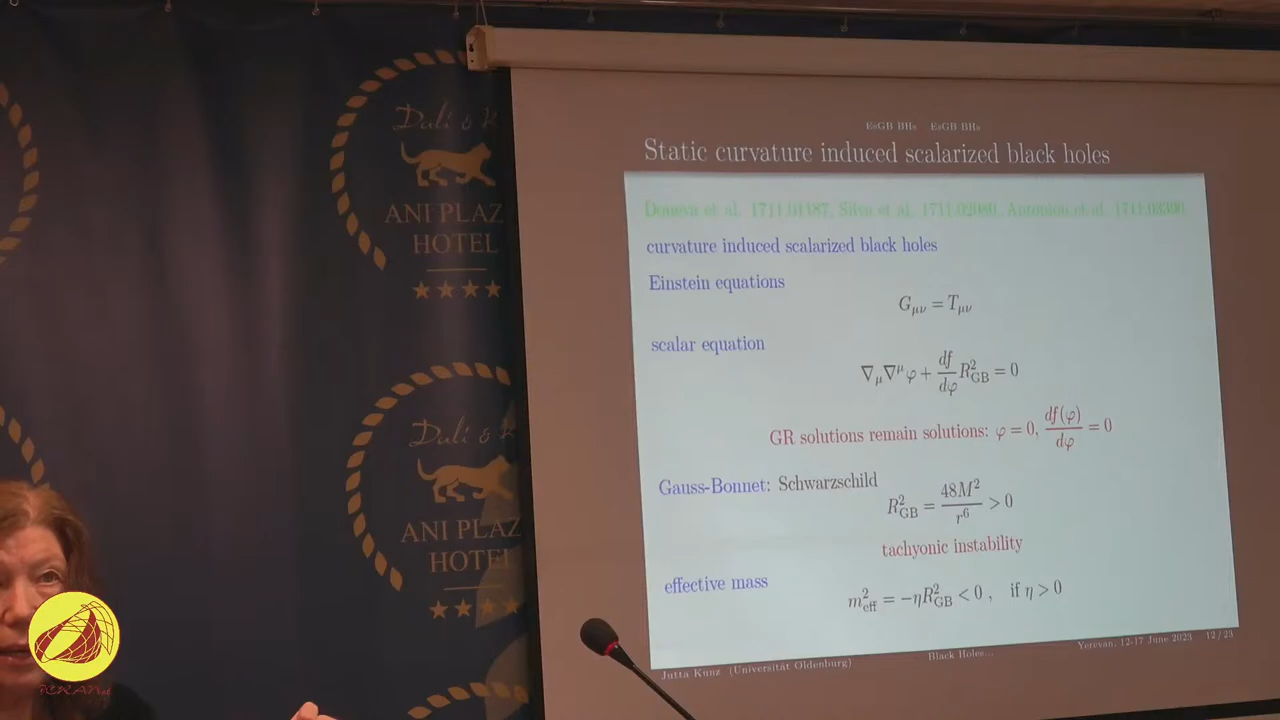 EsGB BHs EsGB BHs
Static curvature induced scalarized black holes
Doneva et al. 1711.01187, Silva et al. 1711.02080, Antoniou et al. 1711.03390
curvature induced scalarized black holes
Einstein equations
G_{μν} = T_{μν}
scalar equation
∇_μ∇^μφ + df/dφ R²_GB = 0
GR solutions remain solutions: φ = 0, df(φ)/dφ = 0
Gauss-Bonnet: Schwarzschild
R²_GB = 48M²/r⁶ > 0
tachyonic instability
effective mass
m²_eff = −ηR²_GB < 0 , if η > 0
Jutta Kunz (Universität Oldenburg)
Black Holes...
Yerevan, 12-17 June 2023 12 / 23
ANI PLAZ
HOTEL
ANI PLAZ
HOTEL
ICRANet